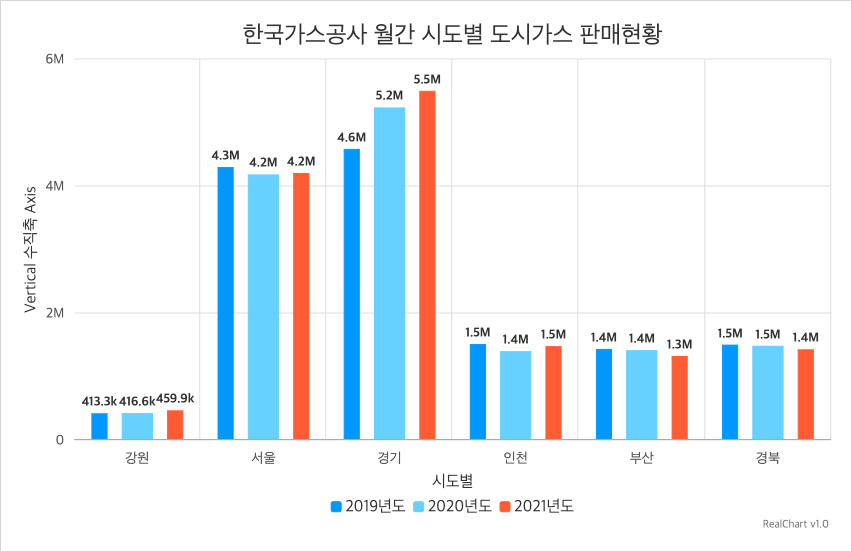 한국가스공사 월간 시도별 도시가스 판매현황
6M
4M
2M
0
Vertical 수직축 Axis
413.3k 416.6k 459.9k
4.3M 4.2M 4.2M
4.6M 5.2M 5.5M
1.5M 1.4M 1.5M
1.4M 1.4M 1.3M
1.5M 1.5M 1.4M
강원 서울 경기 인천 부산 경북
시도별
2019년도 2020년도 2021년도
RealChart v1.0